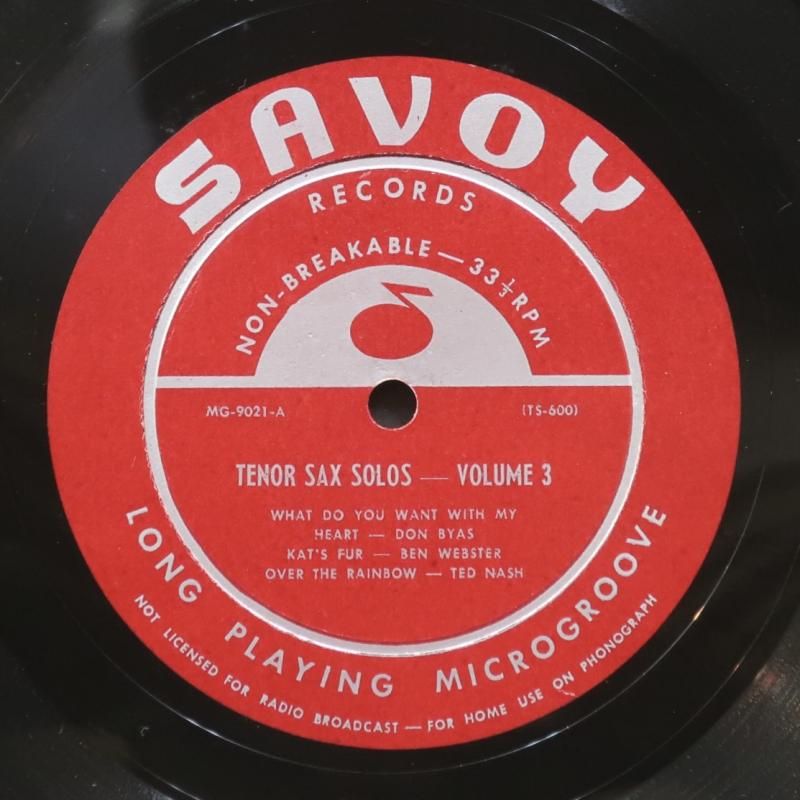 SAVOY
RECORDS
NON-BREAKABLE — 33⅓ RPM
MG-9021-A
(TS-600)
TENOR SAX SOLOS — VOLUME 3
WHAT DO YOU WANT WITH MY
HEART — DON BYAS
KAT'S FUR — BEN WEBSTER
OVER THE RAINBOW — TED NASH
LONG PLAYING MICROGROOVE
NOT LICENSED FOR RADIO BROADCAST — FOR HOME USE ON PHONOGRAPH